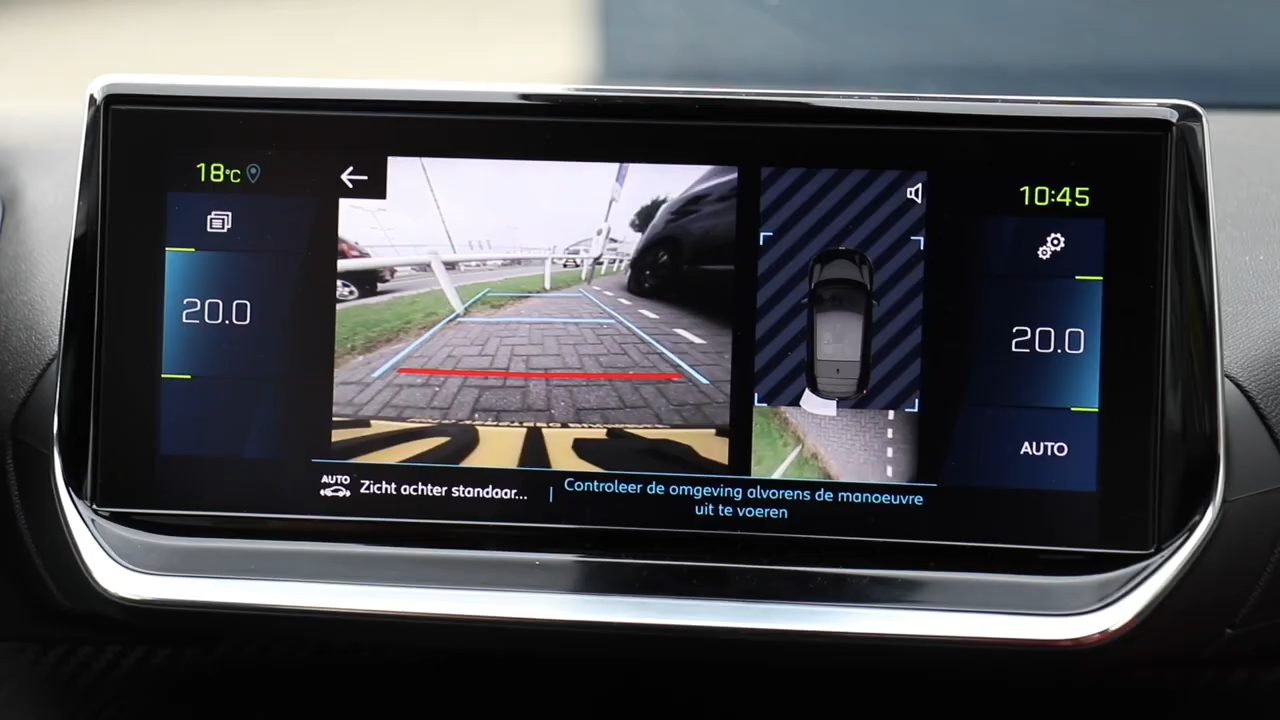 18°C
10:45
20.0
20.0
AUTO
AUTO
Zicht achter standaar...
Controleer de omgeving alvorens de manoeuvre
uit te voeren